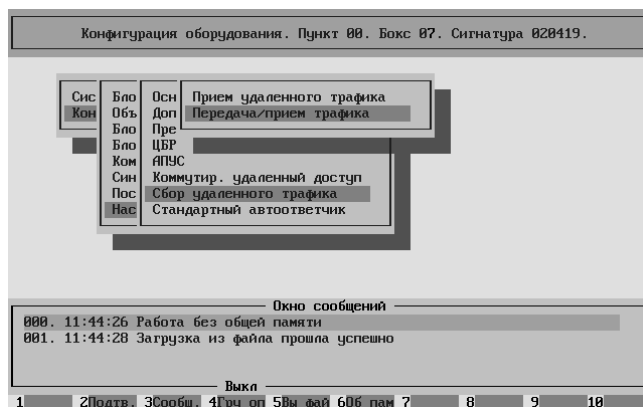 Конфигурация оборудования. Пункт 00. Бокс 07. Сигнатура 020419.
Сис Бло Осн Прием удаленного трафика
Кон Объ Доп Передача/прием трафика
Бло Пре
Бло ЦБР
Ком АПУС
Син Коммутир. удаленный доступ
Пос Сбор удаленного трафика
Нас Стандартный автоответчик
Окно сообщений
000. 11:44:26 Работа без общей памяти
001. 11:44:28 Загрузка из файла прошла успешно
Выкл
1 2Подтв. 3Сообщ. 4Гру оп 5Вы фай 6Об пам 7 8 9 10